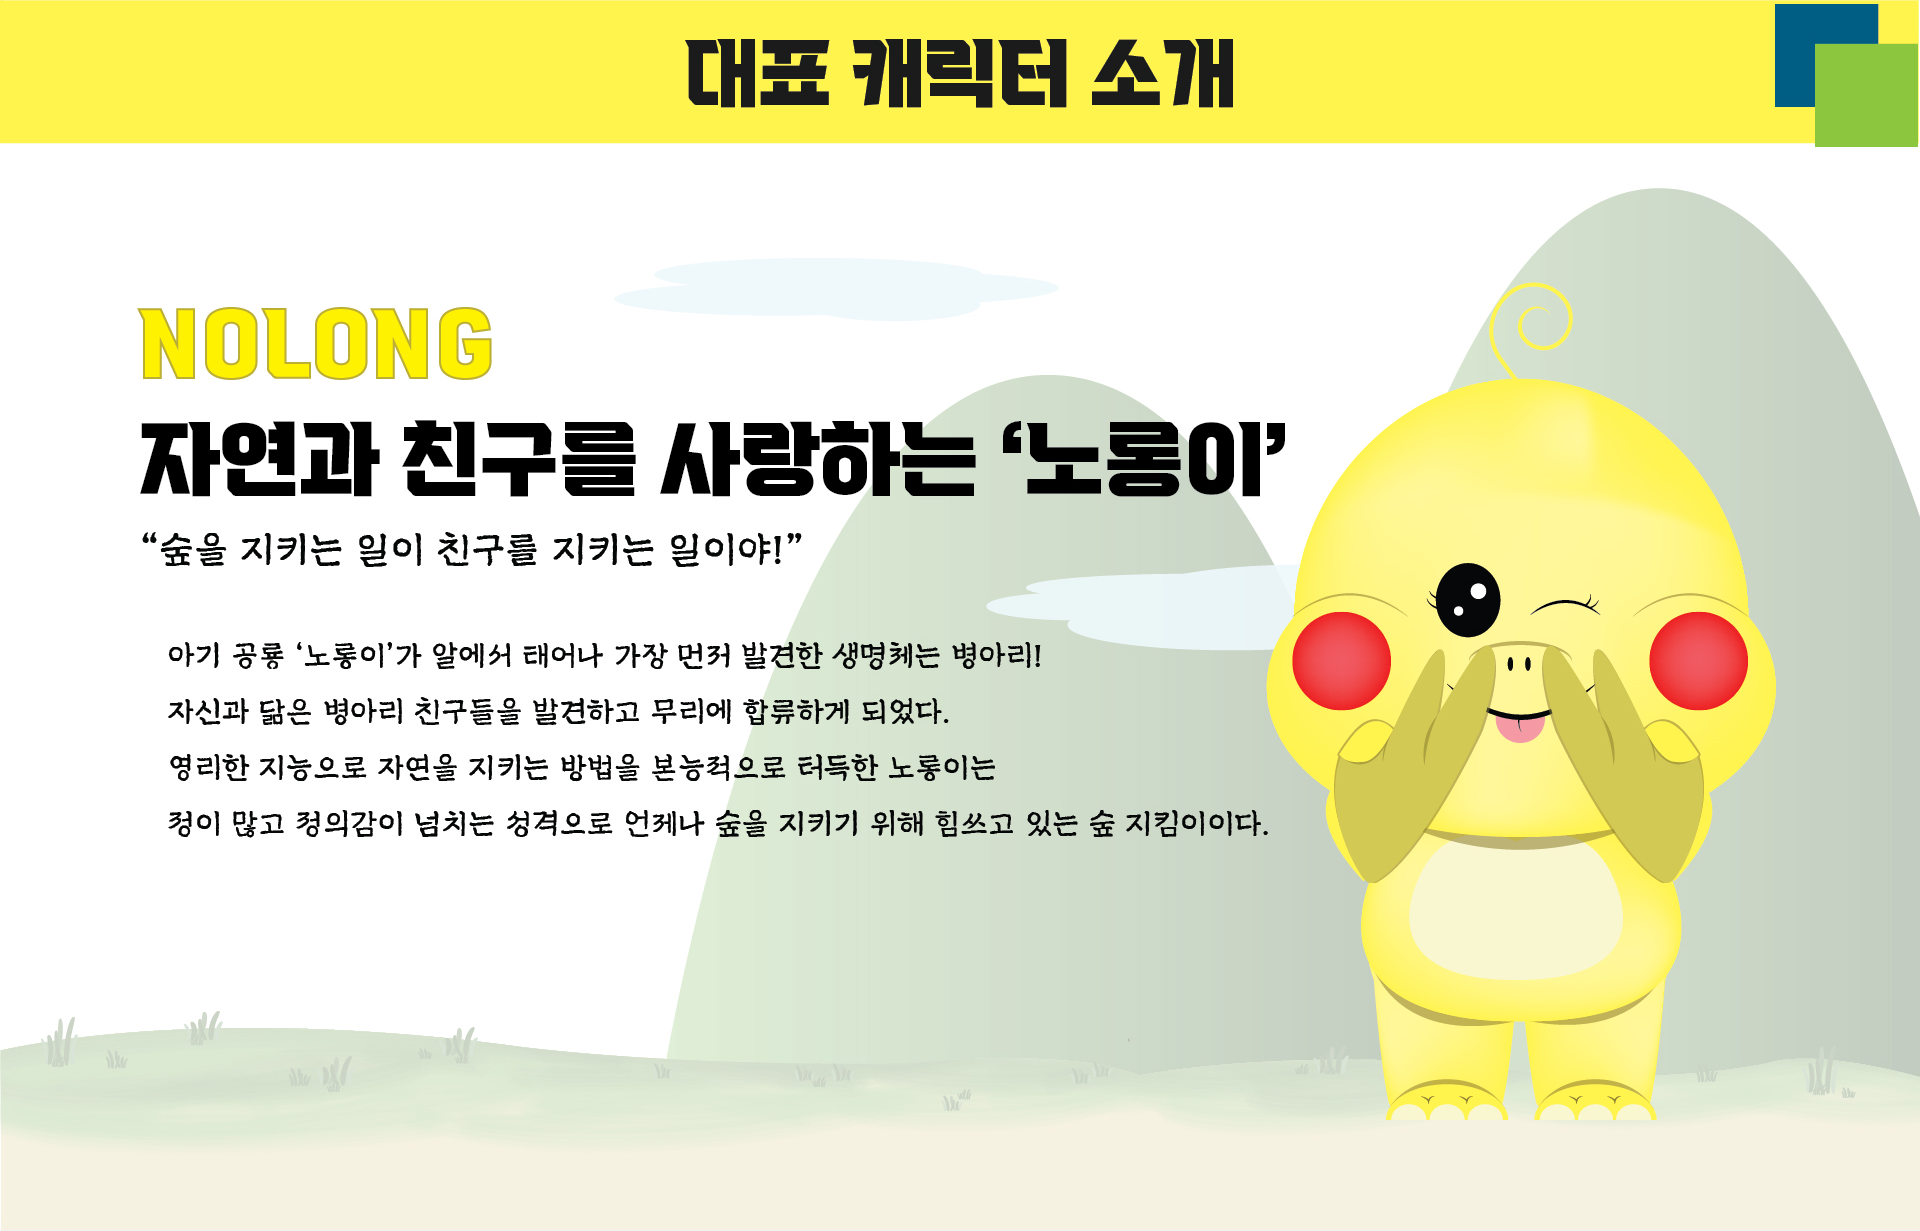 대표 캐릭터 소개
NOLONG
자연과 친구를 사랑하는 ‘노롱이’
“숲을 지키는 일이 친구를 지키는 일이야!”
아기 공룡 ‘노롱이’가 알에서 태어나 가장 먼저 발견한 생명체는 병아리!
자신과 닮은 병아리 친구들을 발견하고 무리에 합류하게 되었다.
영리한 지능으로 자연을 지키는 방법을 본능적으로 터득한 노롱이는
정이 많고 정의감이 넘치는 성격으로 언제나 숲을 지키기 위해 힘쓰고 있는 숲 지킴이이다.